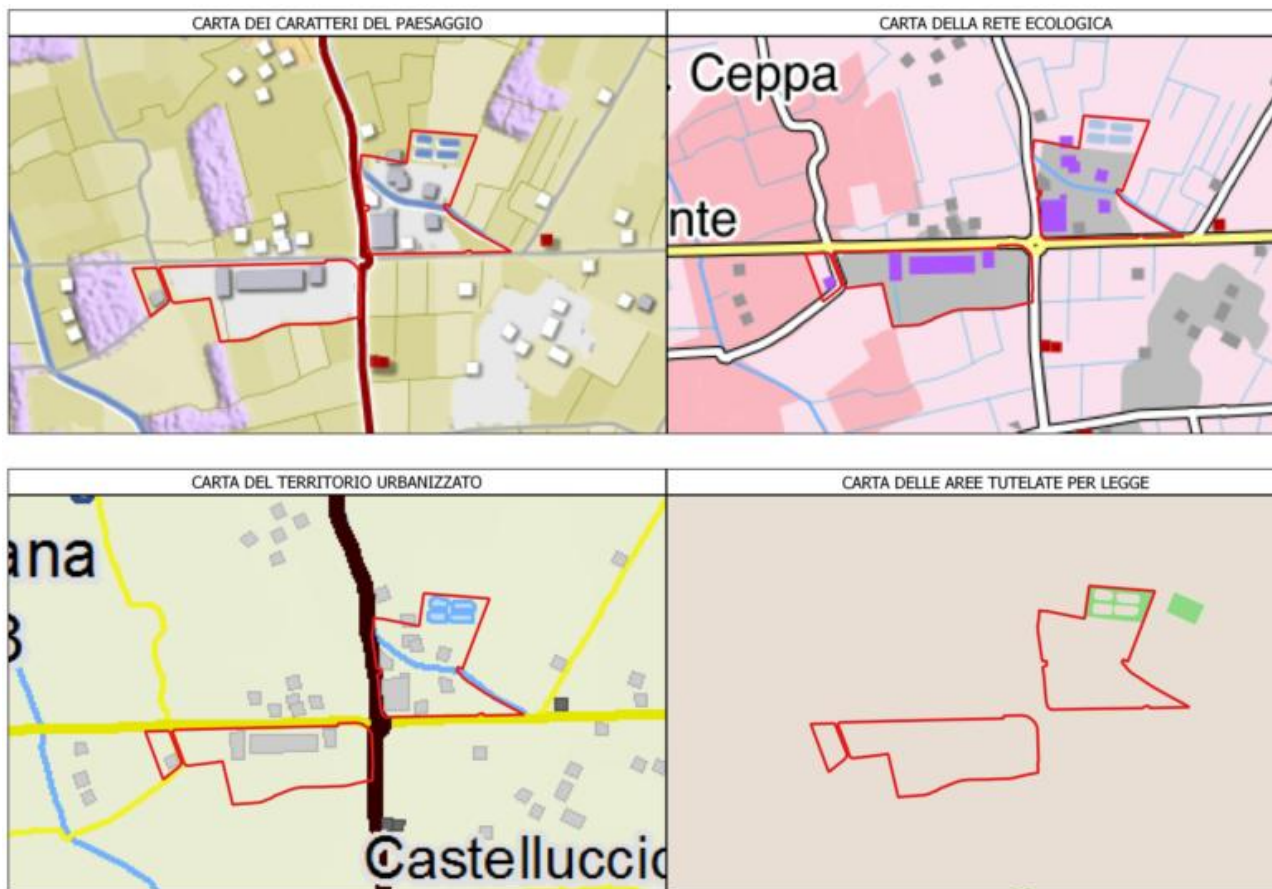 CARTA DEI CARATTERI DEL PAESAGGIO
CARTA DELLA RETE ECOLOGICA
Ceppa
nte
CARTA DEL TERRITORIO URBANIZZATO
CARTA DELLE AREE TUTELATE PER LEGGE
ana
Castelluccio